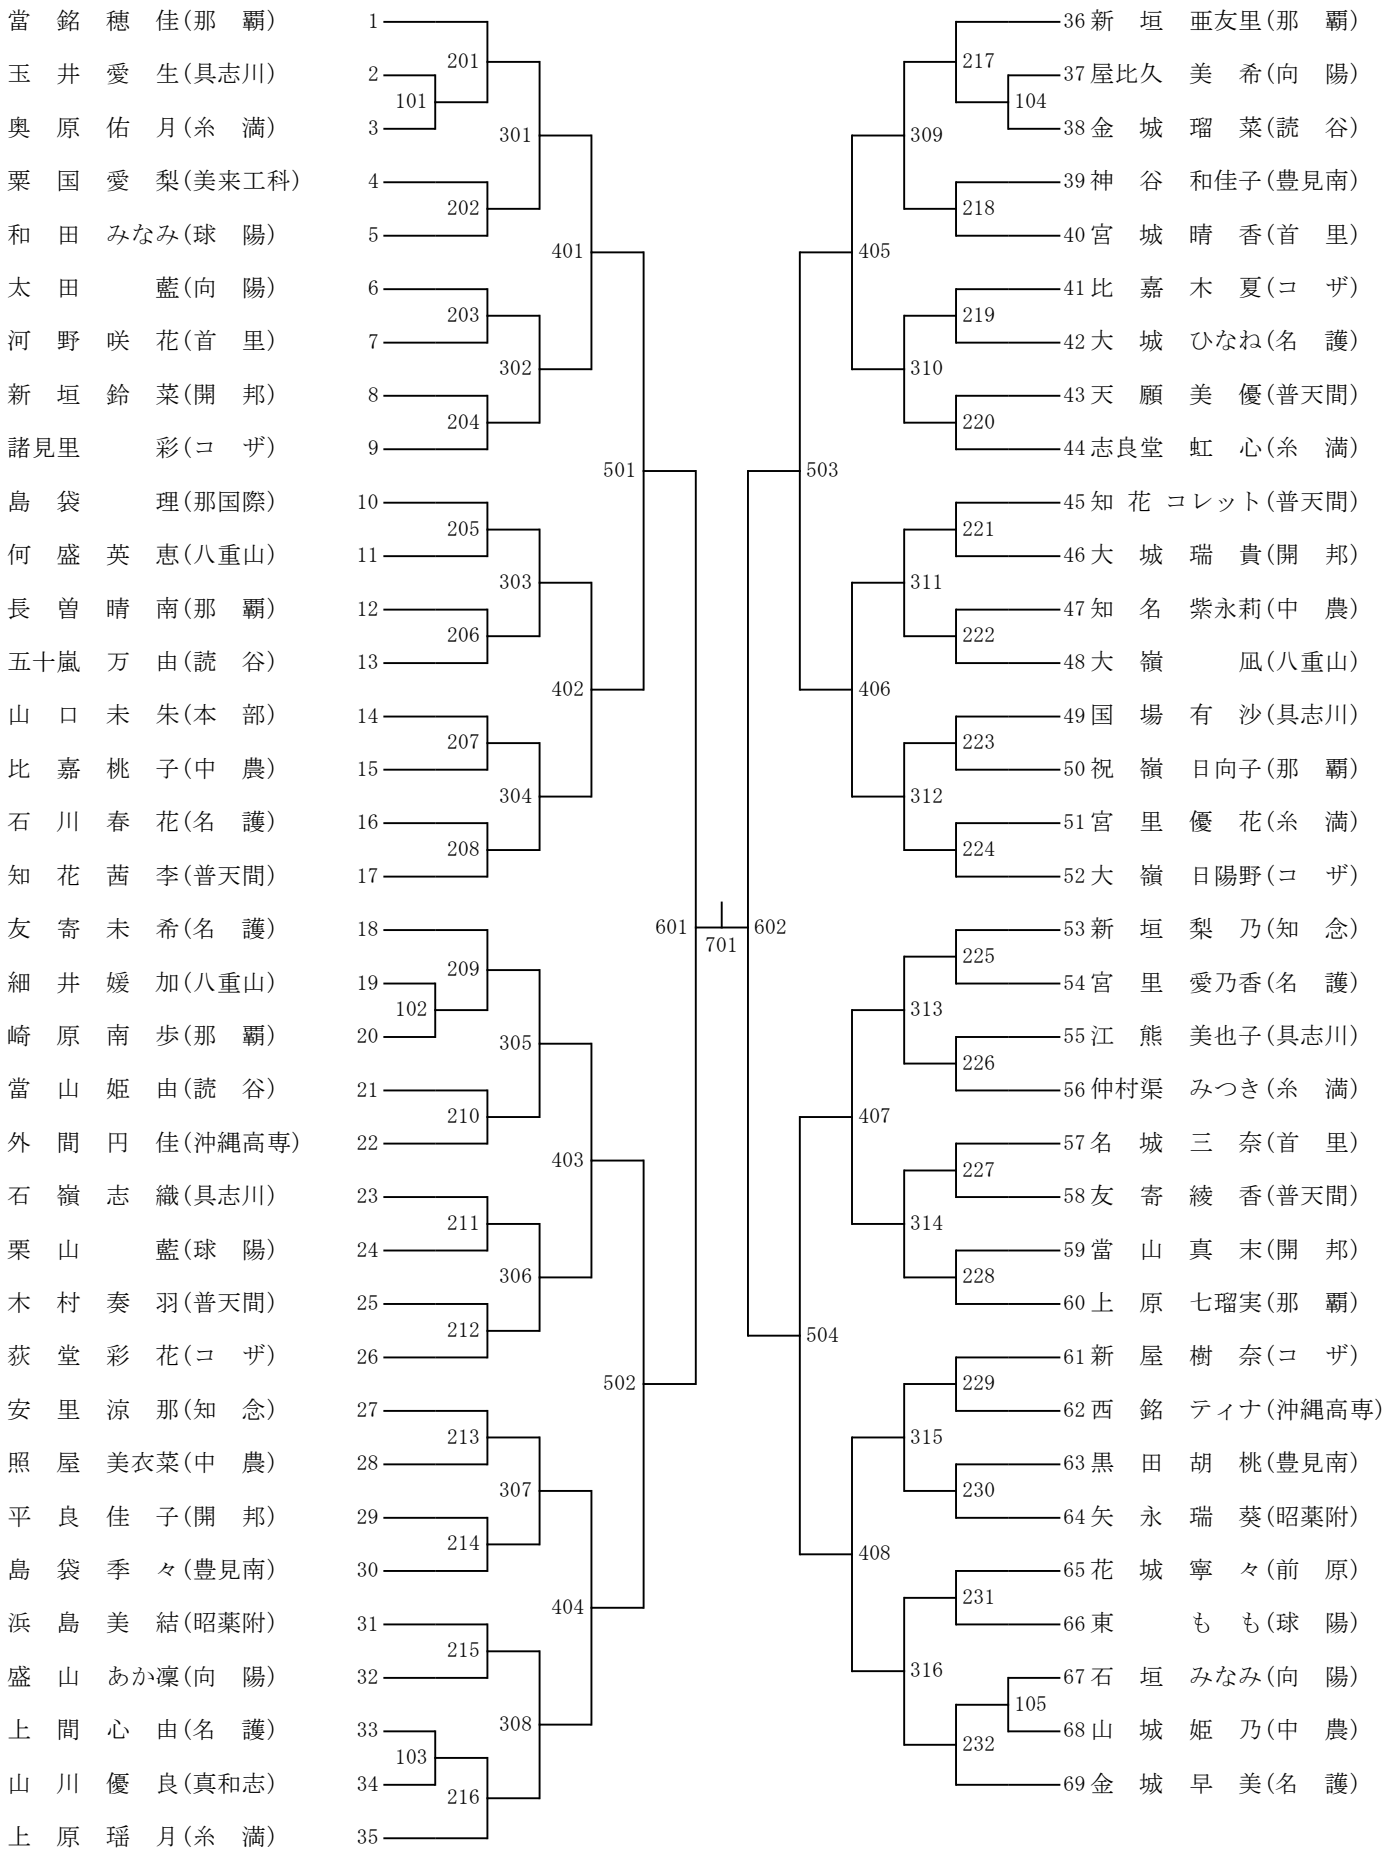 當 銘 穂 佳(那 覇) 1
玉 井 愛 生(具志川) 2
奥 原 佑 月(糸 満) 3
粟 国 愛 梨(美来工科) 4
和 田 みなみ(球 陽) 5
太 田 藍(向 陽) 6
河 野 咲 花(首 里) 7
新 垣 鈴 菜(開 邦) 8
諸見里 彩(コ ザ) 9
島 袋 理(那国際) 10
何 盛 英 恵(八重山) 11
長 曽 晴 南(那 覇) 12
五十嵐 万 由(読 谷) 13
山 口 未 朱(本 部) 14
比 嘉 桃 子(中 農) 15
石 川 春 花(名 護) 16
知 花 茜 李(普天間) 17
友 寄 未 希(名 護) 18
細 井 媛 加(八重山) 19
崎 原 南 歩(那 覇) 20
當 山 姫 由(読 谷) 21
外 間 円 佳(沖縄高専) 22
石 嶺 志 織(具志川) 23
栗 山 藍(球 陽) 24
木 村 奏 羽(普天間) 25
荻 堂 彩 花(コ ザ) 26
安 里 涼 那(知 念) 27
照 屋 美衣菜(中 農) 28
平 良 佳 子(開 邦) 29
島 袋 季 々(豊見南) 30
浜 島 美 結(昭薬附) 31
盛 山 あか凜(向 陽) 32
上 間 心 由(名 護) 33
山 川 優 良(真和志) 34
上 原 瑶 月(糸 満) 35
101
102
103
201
202
203
204
205
206
207
208
209
210
211
212
213
214
215
216
301
302
303
304
305
306
307
308
401
402
403
404
501
502
601
701
602
503
504
405
406
407
408
309
310
311
312
313
314
315
316
217
218
219
220
221
222
223
224
225
226
227
228
229
230
231
232
104
105
36 新 垣 亜友里(那 覇)
37 屋比久 美 希(向 陽)
38 金 城 瑠 菜(読 谷)
39 神 谷 和佳子(豊見南)
40 宮 城 晴 香(首 里)
41 比 嘉 木 夏(コ ザ)
42 大 城 ひなね(名 護)
43 天 願 美 優(普天間)
44 志良堂 虹 心(糸 満)
45 知 花 コレット(普天間)
46 大 城 瑞 貴(開 邦)
47 知 名 紫永莉(中 農)
48 大 嶺 凪(八重山)
49 国 場 有 沙(具志川)
50 祝 嶺 日向子(那 覇)
51 宮 里 優 花(糸 満)
52 大 嶺 日陽野(コ ザ)
53 新 垣 梨 乃(知 念)
54 宮 里 愛乃香(名 護)
55 江 熊 美也子(具志川)
56 仲村渠 みつき(糸 満)
57 名 城 三 奈(首 里)
58 友 寄 綾 香(普天間)
59 當 山 真 末(開 邦)
60 上 原 七瑠実(那 覇)
61 新 屋 樹 奈(コ ザ)
62 西 銘 ティナ(沖縄高専)
63 黒 田 胡 桃(豊見南)
64 矢 永 瑞 葵(昭薬附)
65 花 城 寧 々(前 原)
66 東 も も(球 陽)
67 石 垣 みなみ(向 陽)
68 山 城 姫 乃(中 農)
69 金 城 早 美(名 護)